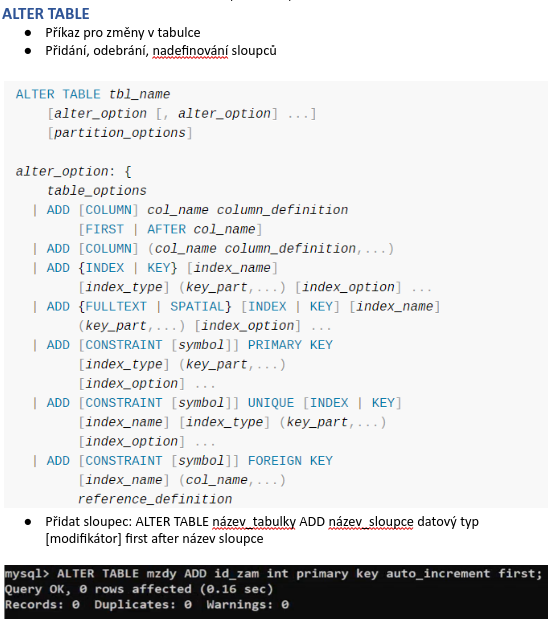 ALTER TABLE
● Příkaz pro změny v tabulce
● Přidání, odebrání, nadefinování sloupců
ALTER TABLE tbl_name
[alter_option [, alter_option] ...]
[partition_options]
alter_option: {
table_options
| ADD [COLUMN] col_name column_definition
[FIRST | AFTER col_name]
| ADD [COLUMN] (col_name column_definition,...)
| ADD {INDEX | KEY} [index_name]
[index_type] (key_part,...) [index_option] ...
| ADD {FULLTEXT | SPATIAL} [INDEX | KEY] [index_name]
(key_part,...) [index_option] ...
| ADD [CONSTRAINT [symbol]] PRIMARY KEY
[index_type] (key_part,...)
[index_option] ...
| ADD [CONSTRAINT [symbol]] UNIQUE [INDEX | KEY]
[index_name] [index_type] (key_part,...)
[index_option] ...
| ADD [CONSTRAINT [symbol]] FOREIGN KEY
[index_name] (col_name,...)
reference_definition
● Přidat sloupec: ALTER TABLE název_tabulky ADD název_sloupce datový typ
[modifikátor] first after název sloupce
mysql> ALTER TABLE mzdy ADD id_zam int primary key auto_increment first;
Query OK, 0 rows affected (0.16 sec)
Records: 0  Duplicates: 0  Warnings: 0